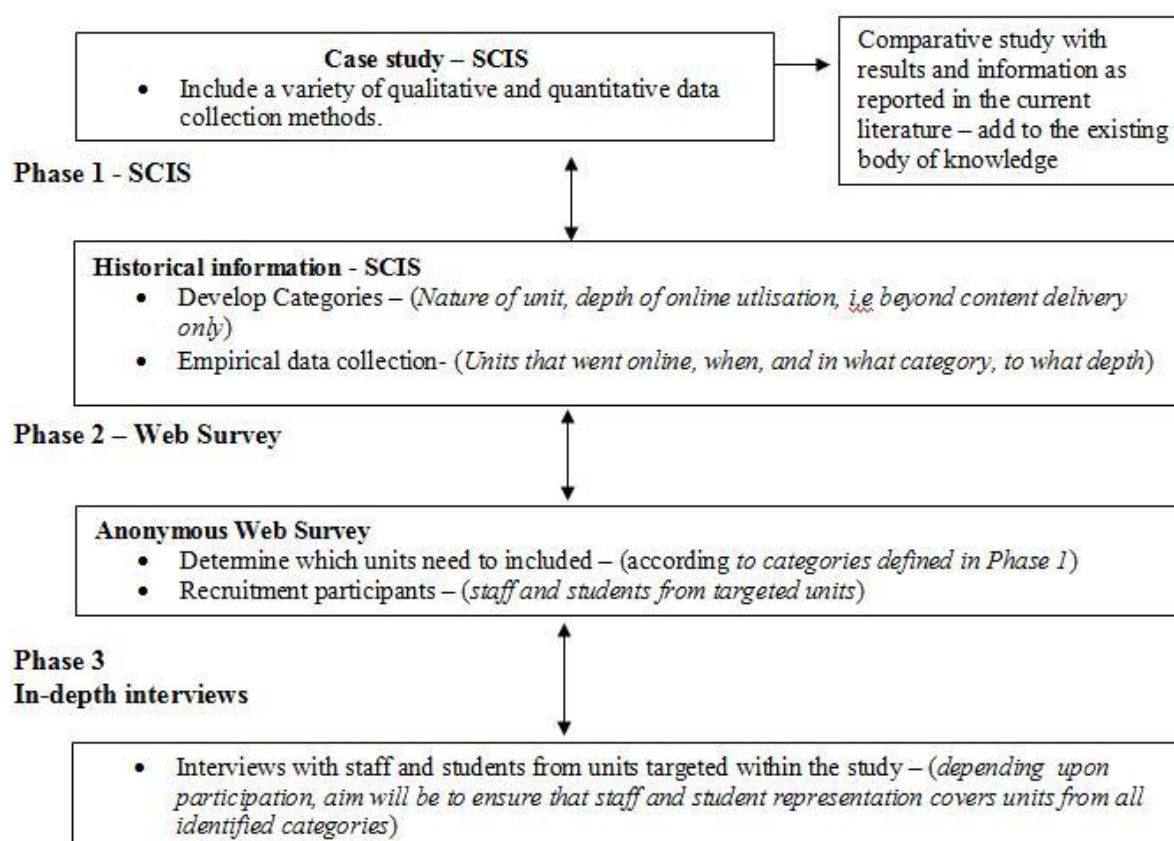 Case study – SCIS
• Include a variety of qualitative and quantitative data
collection methods.
Comparative study with
results and information as
reported in the current
literature – add to the existing
body of knowledge
Phase 1 - SCIS
Historical information - SCIS
• Develop Categories – (Nature of unit, depth of online utlisation, i.e beyond content delivery
only)
• Empirical data collection- (Units that went online, when, and in what category, to what depth)
Phase 2 – Web Survey
Anonymous Web Survey
• Determine which units need to included – (according to categories defined in Phase 1)
• Recruitment participants – (staff and students from targeted units)
Phase 3
In-depth interviews
• Interviews with staff and students from units targeted within the study – (depending upon
participation, aim will be to ensure that staff and student representation covers units from all
identified categories)